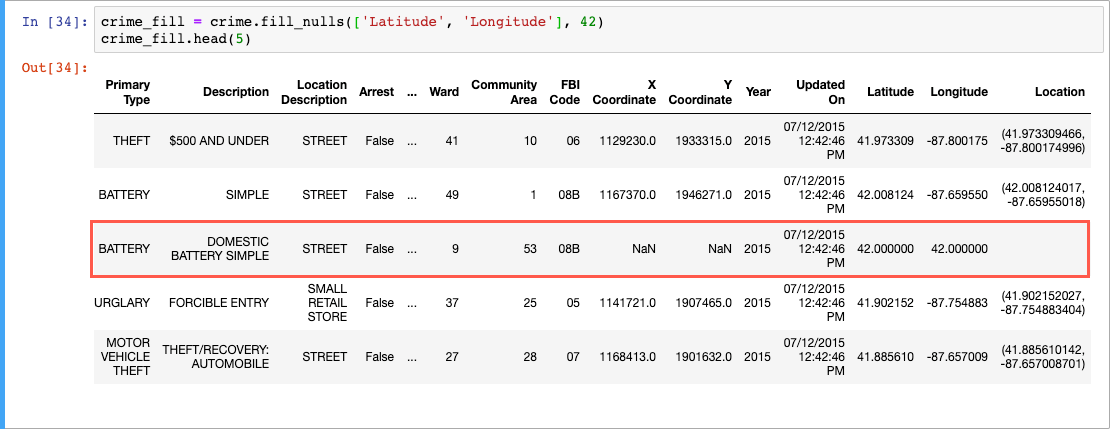 In [34]: crime_fill = crime.fill_nulls(['Latitude', 'Longitude'], 42)
crime_fill.head(5)
Out[34]:
Primary Type Description Location Description Arrest ... Ward Community Area FBI Code X Coordinate Y Coordinate Year Updated On Latitude Longitude Location
THEFT $500 AND UNDER STREET False ... 41 10 06 1129230.0 1933315.0 2015 07/12/2015 12:42:46 PM 41.973309 -87.800175 (41.973309466, -87.800174996)
BATTERY SIMPLE STREET False ... 49 1 08B 1167370.0 1946271.0 2015 07/12/2015 12:42:46 PM 42.008124 -87.659550 (42.008124017, -87.65955018)
BATTERY DOMESTIC BATTERY SIMPLE STREET False ... 9 53 08B NaN NaN 2015 07/12/2015 12:42:46 PM 42.000000 42.000000
URGLARY FORCIBLE ENTRY SMALL RETAIL STORE False ... 37 25 05 1141721.0 1907465.0 2015 07/12/2015 12:42:46 PM 41.902152 -87.754883 (41.902152027, -87.754883404)
MOTOR VEHICLE THEFT THEFT/RECOVERY: AUTOMOBILE STREET False ... 27 28 07 1168413.0 1901632.0 2015 07/12/2015 12:42:46 PM 41.885610 -87.657009 (41.885610142, -87.657008701)